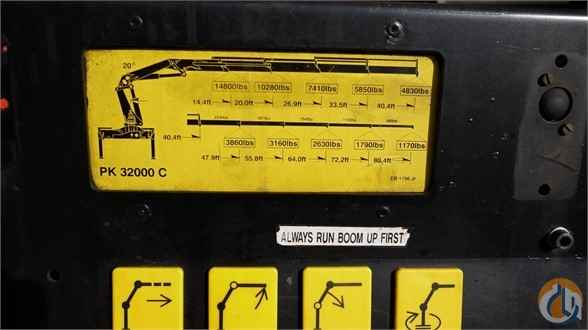 20°
14800lbs 10280lbs 7410lbs 5850lbs 4830lbs
14.4ft 20.0ft 26.9ft 33.5ft 40.4ft
40.4ft 3860lbs 3160lbs 2630lbs 1790lbs 1170lbs
47.9ft 55.8ft 64.0ft 72.2ft 80.4ft
PK 32000 C
ALWAYS RUN BOOM UP FIRST